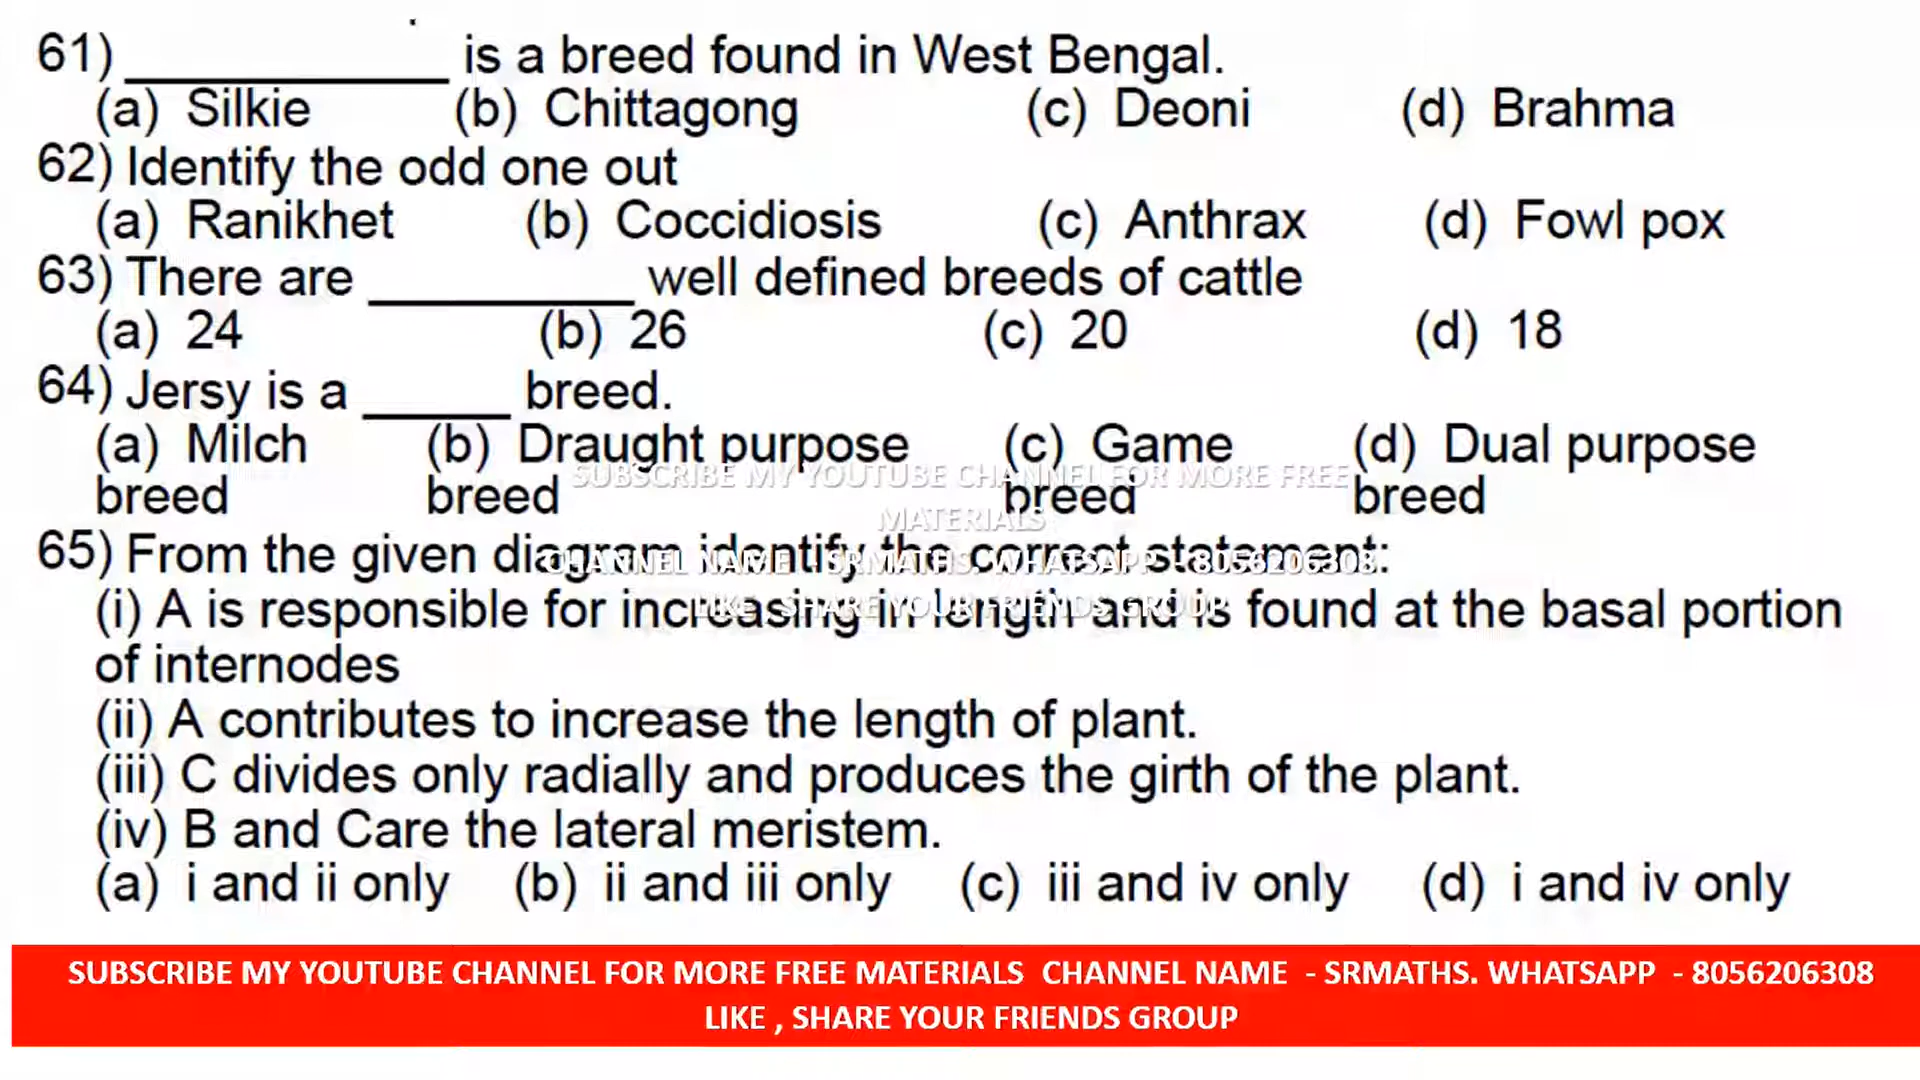 61) ____________ is a breed found in West Bengal.
(a) Silkie (b) Chittagong (c) Deoni (d) Brahma
62) Identify the odd one out
(a) Ranikhet (b) Coccidiosis (c) Anthrax (d) Fowl pox
63) There are __________ well defined breeds of cattle
(a) 24 (b) 26 (c) 20 (d) 18
64) Jersy is a ______ breed.
(a) Milch (b) Draught purpose (c) Game (d) Dual purpose
breed breed breed breed
SUBSCRIBE MY YOUTUBE CHANNEL FOR MORE FREE
MATERIALS
65) From the given diagram identify the correct statement:
CHANNEL NAME - SRMATHS. WHATSAPP - 8056206308
(i) A is responsible for increasing in length and is found at the basal portion
LIKE , SHARE YOUR FRIENDS GROUP
of internodes
(ii) A contributes to increase the length of plant.
(iii) C divides only radially and produces the girth of the plant.
(iv) B and Care the lateral meristem.
(a) i and ii only (b) ii and iii only (c) iii and iv only (d) i and iv only
SUBSCRIBE MY YOUTUBE CHANNEL FOR MORE FREE MATERIALS CHANNEL NAME - SRMATHS. WHATSAPP - 8056206308
LIKE , SHARE YOUR FRIENDS GROUP